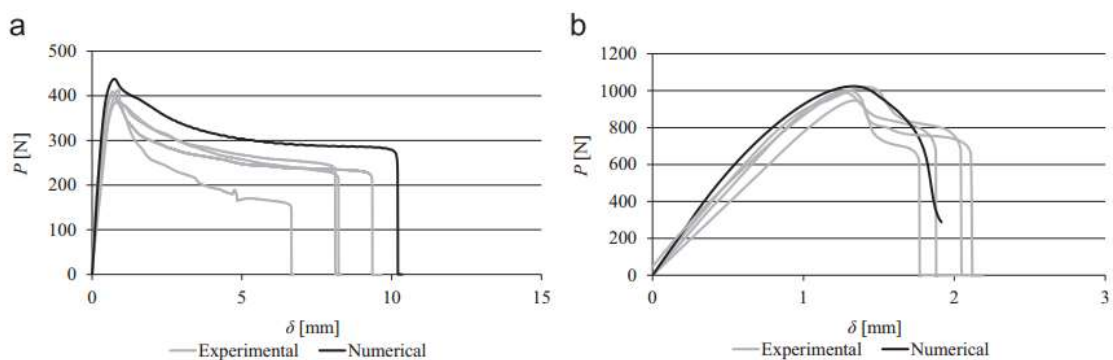 a
500
400
300
200
100
0
P [N]
0 5 10 15
δ [mm]
Experimental Numerical
b
1200
1000
800
600
400
200
0
P [N]
0 1 2 3
δ [mm]
Experimental Numerical